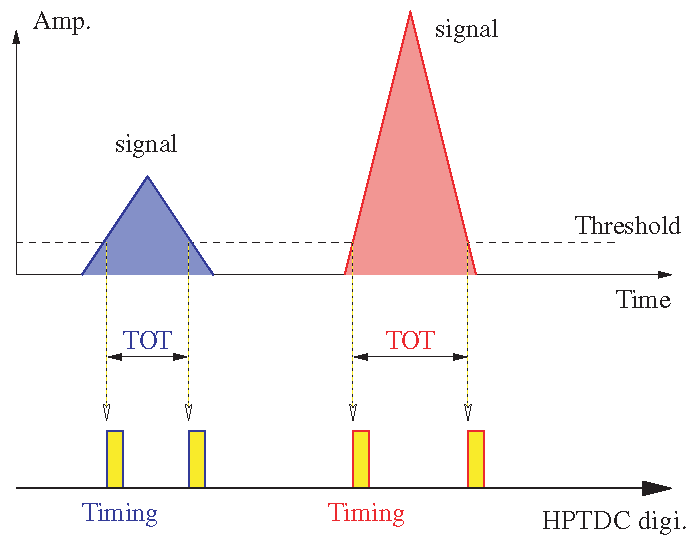 Amp.
signal
signal
Threshold
Time
TOT
TOT
Timing
Timing
HPTDC digi.